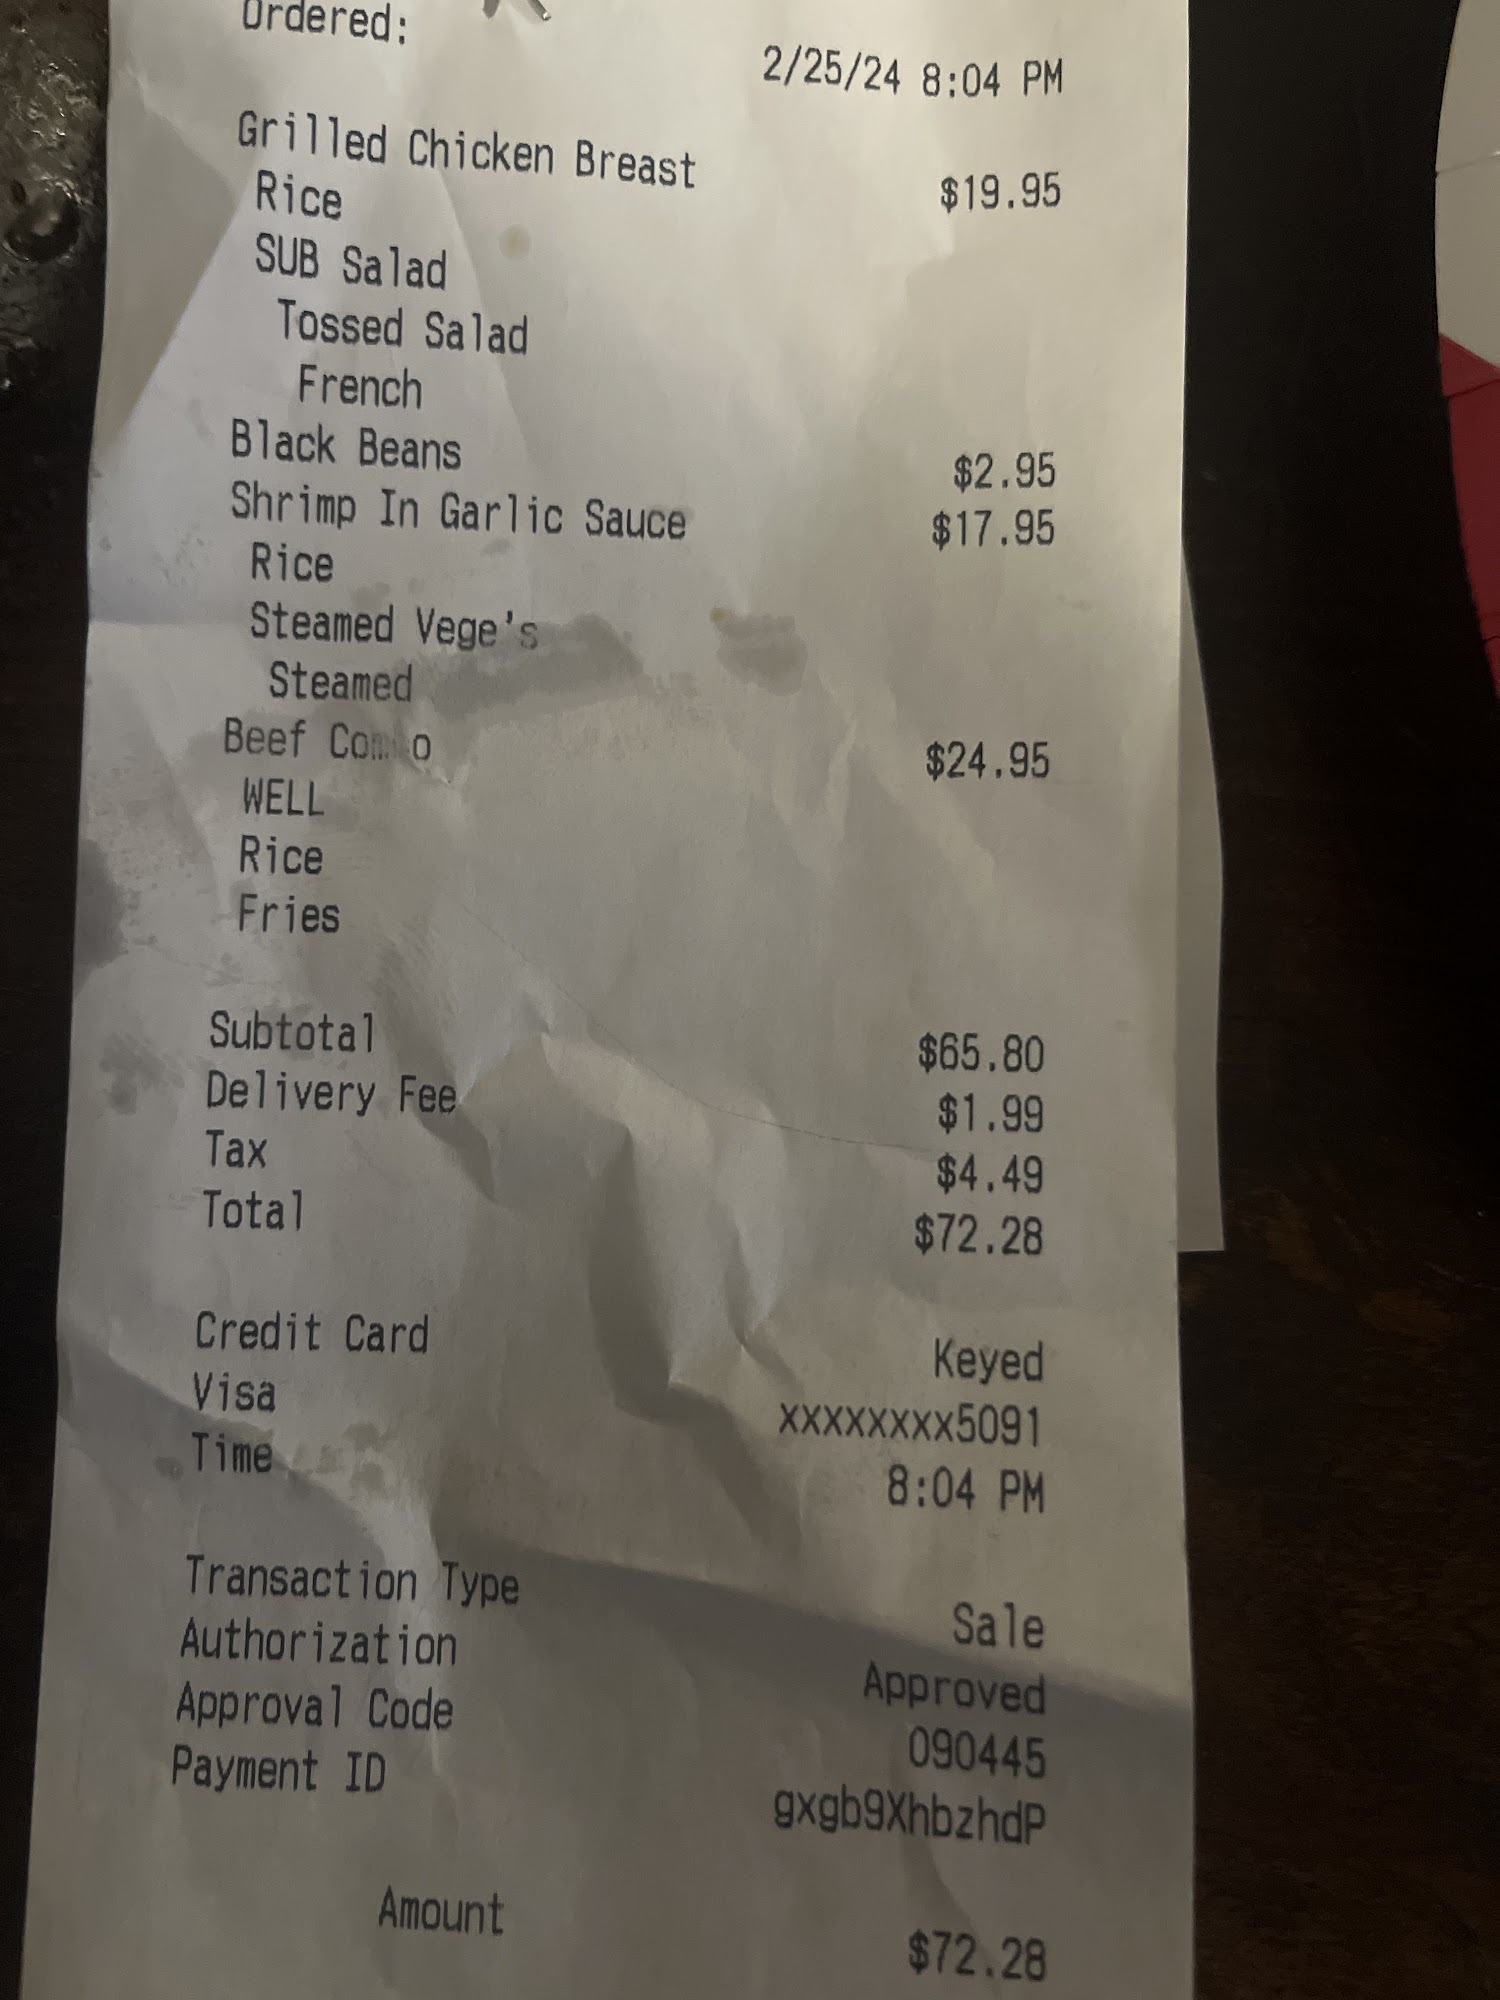 Ordered:
2/25/24 8:04 PM
Grilled Chicken Breast $19.95
Rice
SUB Salad
Tossed Salad
French
Black Beans $2.95
Shrimp In Garlic Sauce $17.95
Rice
Steamed Vege's
Steamed
Beef Combo $24.95
WELL
Rice
Fries
Subtotal $65.80
Delivery Fee $1.99
Tax $4.49
Total $72.28
Credit Card Keyed
Visa xxxxxxxx5091
Time 8:04 PM
Transaction Type Sale
Authorization Approved
Approval Code 090445
Payment ID gxgb9XhbzhdP
Amount $72.28